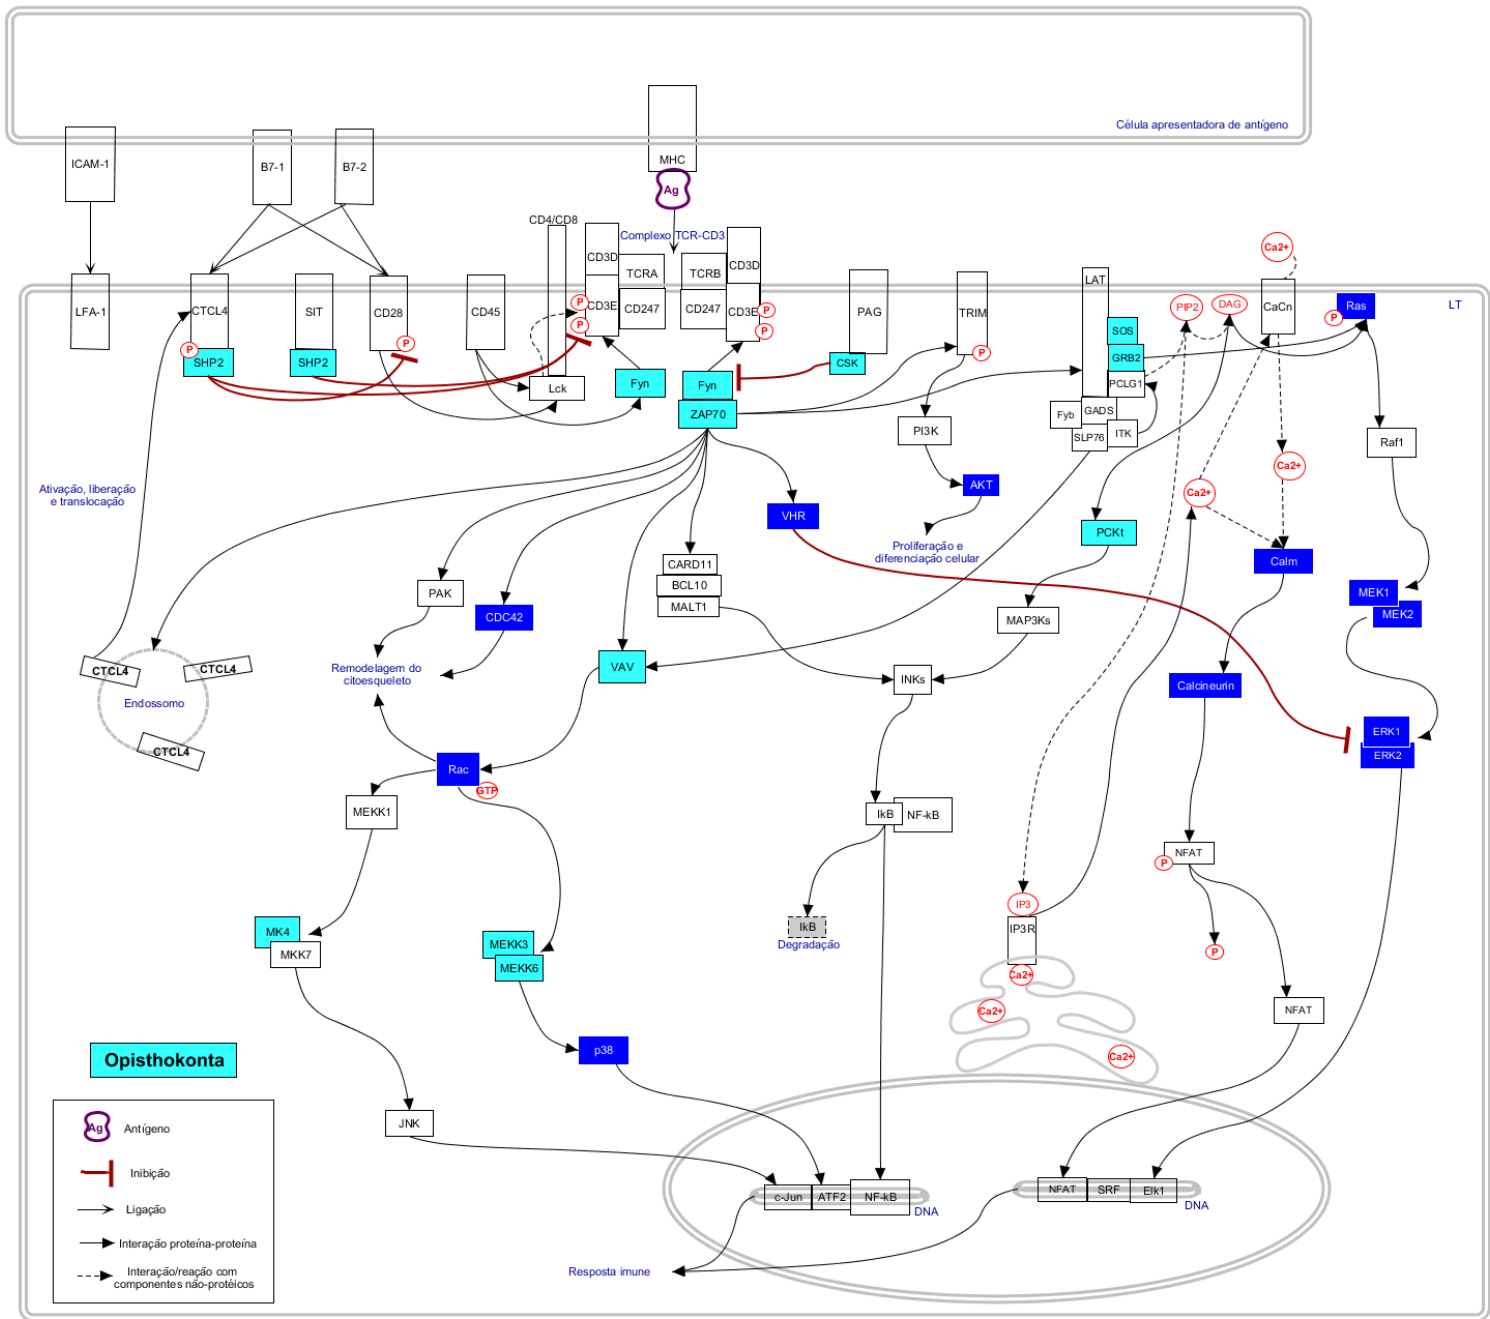 Célula apresentadora de antígeno
ICAM-1
B7-1
B7-2
MHC
Ag
CD4/CD8
Complexo TCR-CD3
CD3D
TCRA
TCRB
CD3D
Ca2+
LAT
LFA-1
CTCL4
SIT
CD28
CD45
P
CD3E
CD247
CD247
CD3E
P
P
P
PAG
TRIM
PIP2
DAG
CaCn
Ras
P
LT
P
SHP2
SHP2
P
Lck
Fyn
Fyn
ZAP70
CSK
P
SOS
GRB2
PCLG1
Fyb
GADS
SLP76
ITK
PI3K
Raf1
Ca2+
Ca2+
AKT
VHR
PCKt
Ativação, liberação
e translocação
Proliferação e
diferenciação celular
CARD11
BCL10
MALT1
Calm
PAK
CDC42
MAP3Ks
MEK1
MEK2
CTCL4
CTCL4
Endossomo
CTCL4
Remodelagem do
citoesqueleto
VAV
INKs
Calcineurin
ERK1
ERK2
Rac
GTP
MEKK1
IkB
NF-kB
NFAT
P
IkB
Degradação
IP3
IP3R
Ca2+
P
MK4
MKK7
MEKK3
MEKK6
Ca2+
NFAT
Opisthokonta
p38
Ca2+
JNK
Ag
Antígeno
Inibição
Ligação
Interação proteína-proteína
Interação/reação com
componentes não-protéicos
c-Jun
ATF2
NF-kB
DNA
NFAT
SRF
Elk1
DNA
Resposta imune